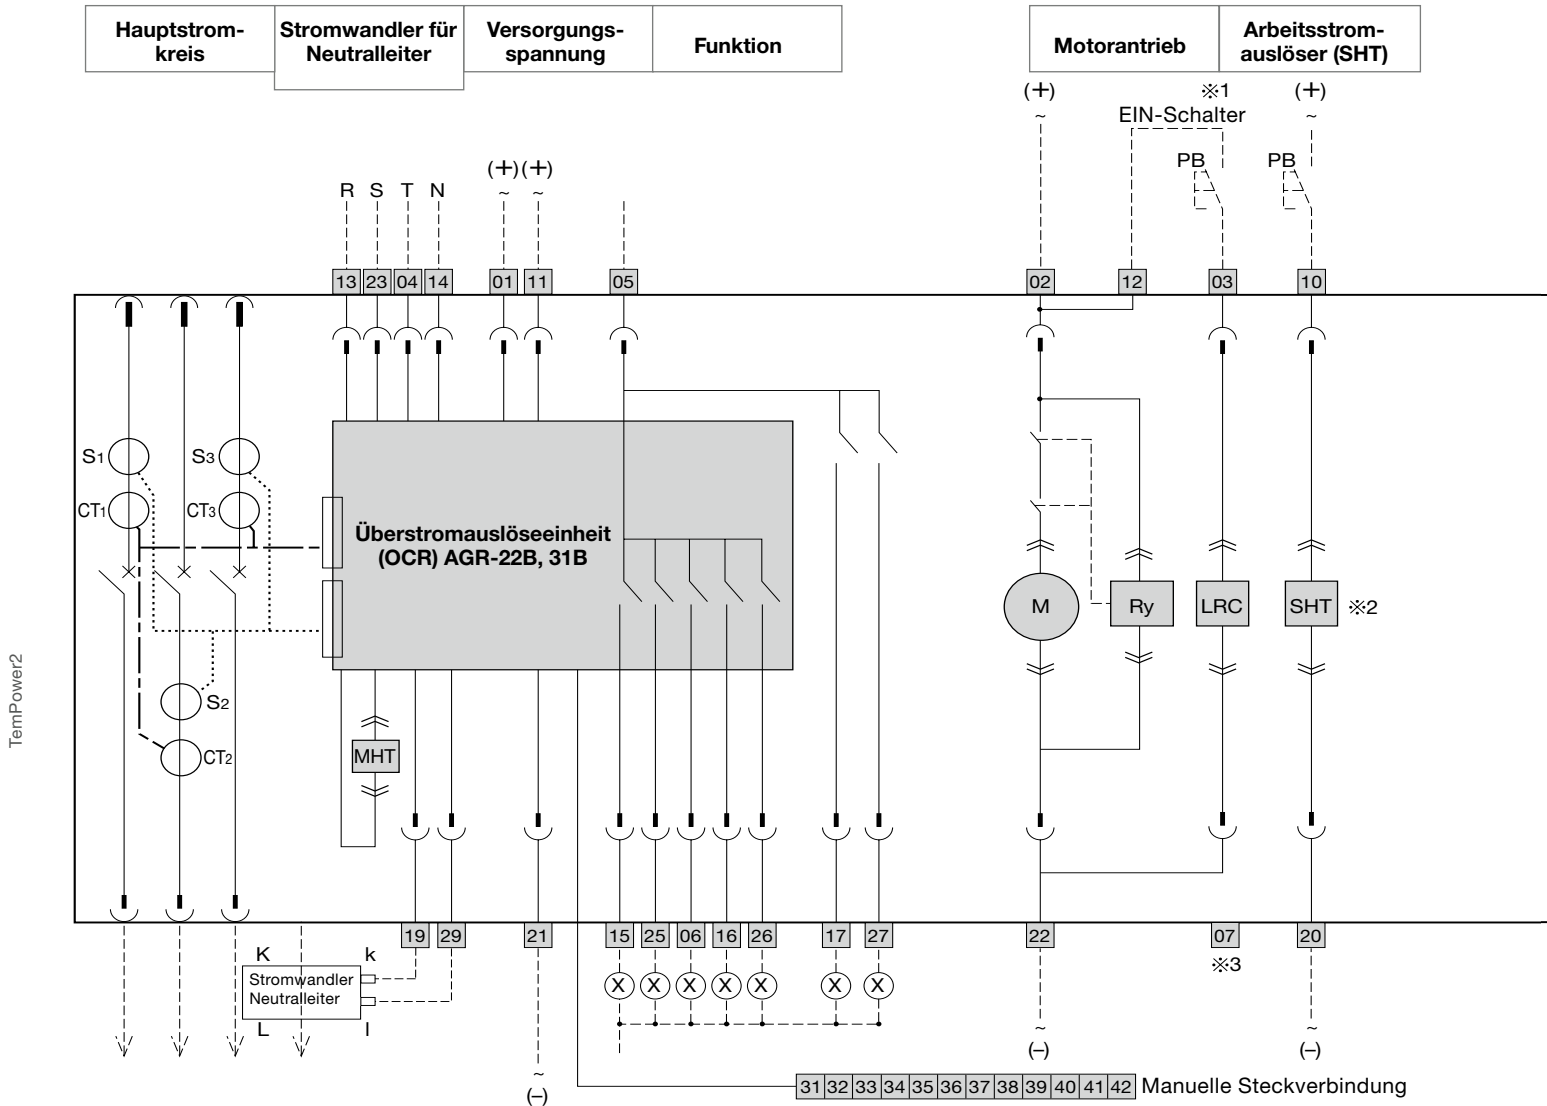 Hauptstrom-
kreis
Stromwandler für
Neutralleiter
Versorgungs-
spannung
Funktion
Motorantrieb
Arbeitsstrom-
auslöser (SHT)
(+) ※1 (+)
~ EIN-Schalter ~
PB PB
(+) (+)
~ ~
R S T N
13 23 04 14 01 11 05 02 12 03 10
S1 S3
CT1 CT3
Überstromauslöseeinheit
(OCR) AGR-22B, 31B
M Ry LRC SHT ※2
S2
CT2
MHT
TemPower2
19 29 21 15 25 06 16 26 17 27 22 07 20
※3
K k
Stromwandler
Neutralleiter
L l
X X X X X X X
~ ~ ~
(–) (–) (–)
31 32 33 34 35 36 37 38 39 40 41 42 Manuelle Steckverbindung